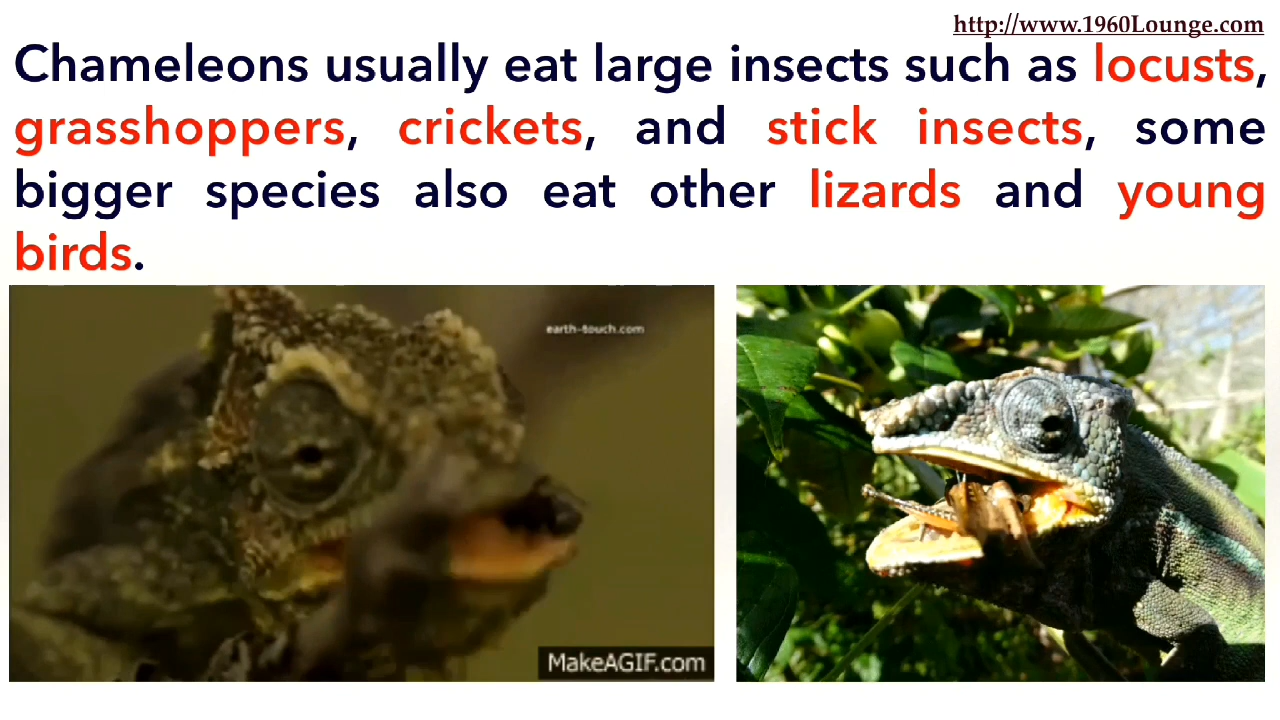 http://www.1960Lounge.com
Chameleons usually eat large insects such as locusts,
grasshoppers, crickets, and stick insects, some
bigger species also eat other lizards and young
birds.
earth-touch.com
MakeAGIF.com